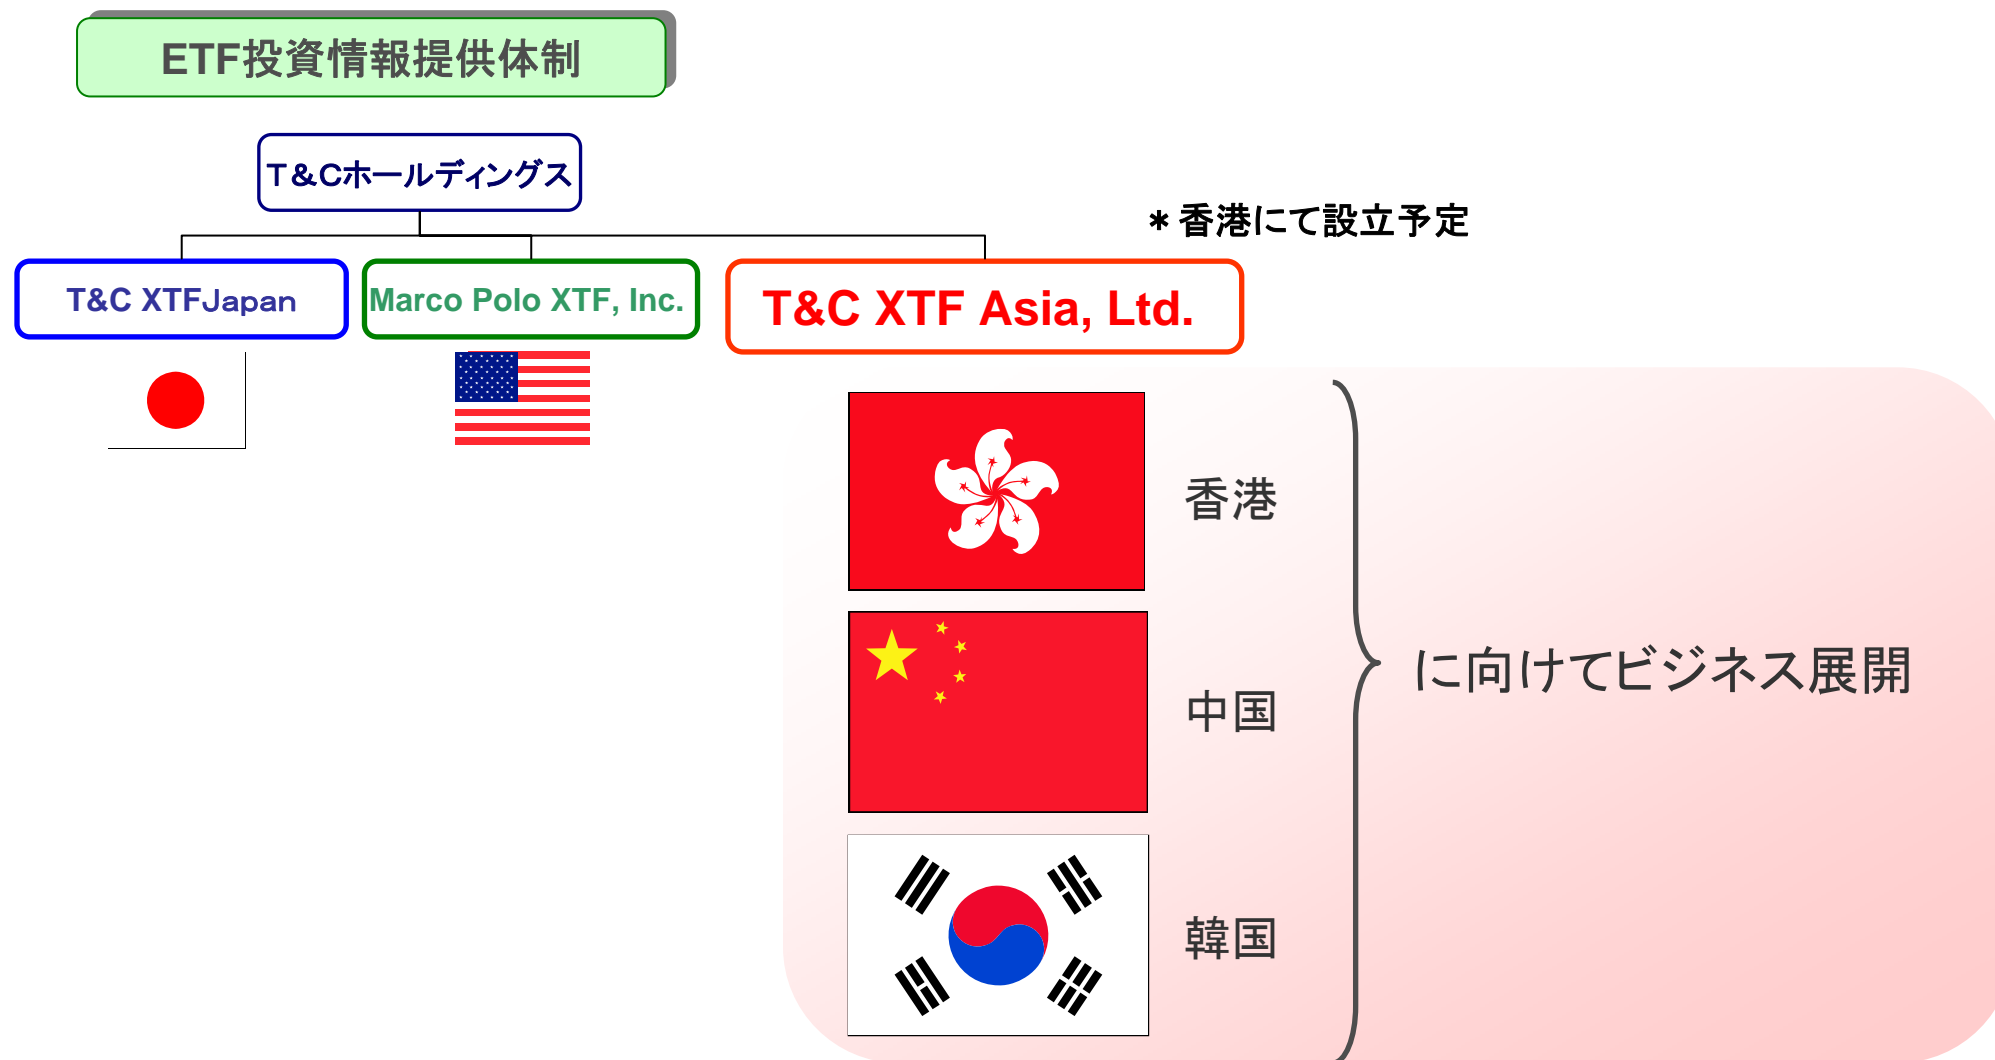 ETF投資情報提供体制
T&Cホールディングス
*香港にて設立予定
T&C XTFJapan
Marco Polo XTF, Inc.
T&C XTF Asia, Ltd.
香港
に向けてビジネス展開
中国
韓国